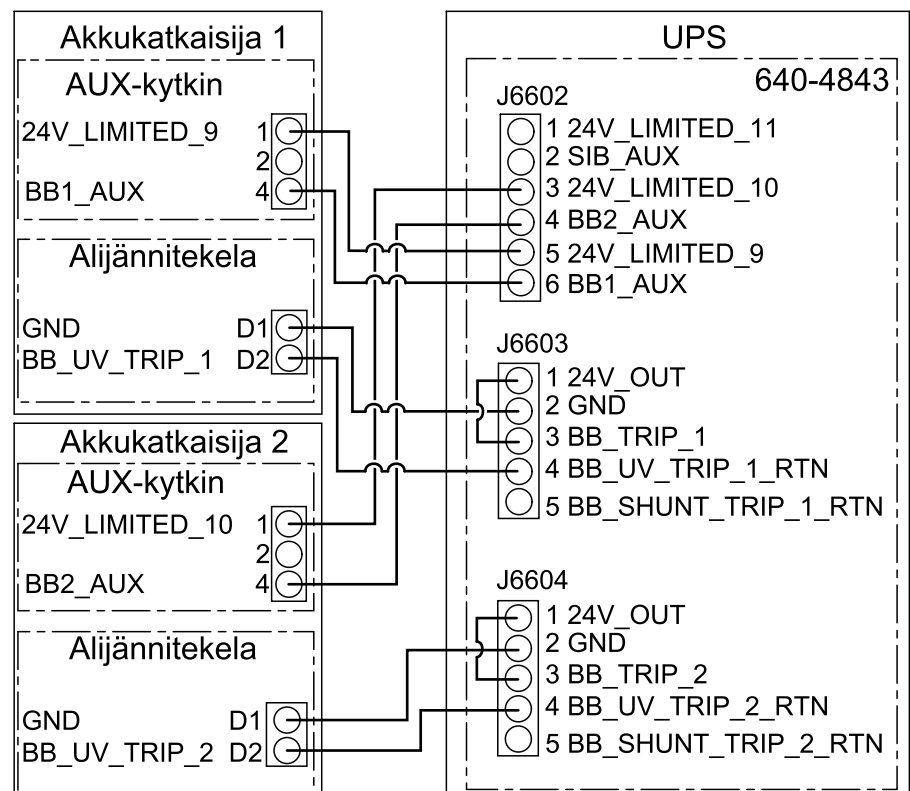 Akkukatkaisija 1
AUX-kytkin
24V_LIMITED_9 1
2
BB1_AUX 4
Alijännitekela
GND D1
BB_UV_TRIP_1 D2
Akkukatkaisija 2
AUX-kytkin
24V_LIMITED_10 1
2
BB2_AUX 4
Alijännitekela
GND D1
BB_UV_TRIP_2 D2
UPS
640-4843
J6602
1 24V_LIMITED_11
2 SIB_AUX
3 24V_LIMITED_10
4 BB2_AUX
5 24V_LIMITED_9
6 BB1_AUX
J6603
1 24V_OUT
2 GND
3 BB_TRIP_1
4 BB_UV_TRIP_1_RTN
5 BB_SHUNT_TRIP_1_RTN
J6604
1 24V_OUT
2 GND
3 BB_TRIP_2
4 BB_UV_TRIP_2_RTN
5 BB_SHUNT_TRIP_2_RTN